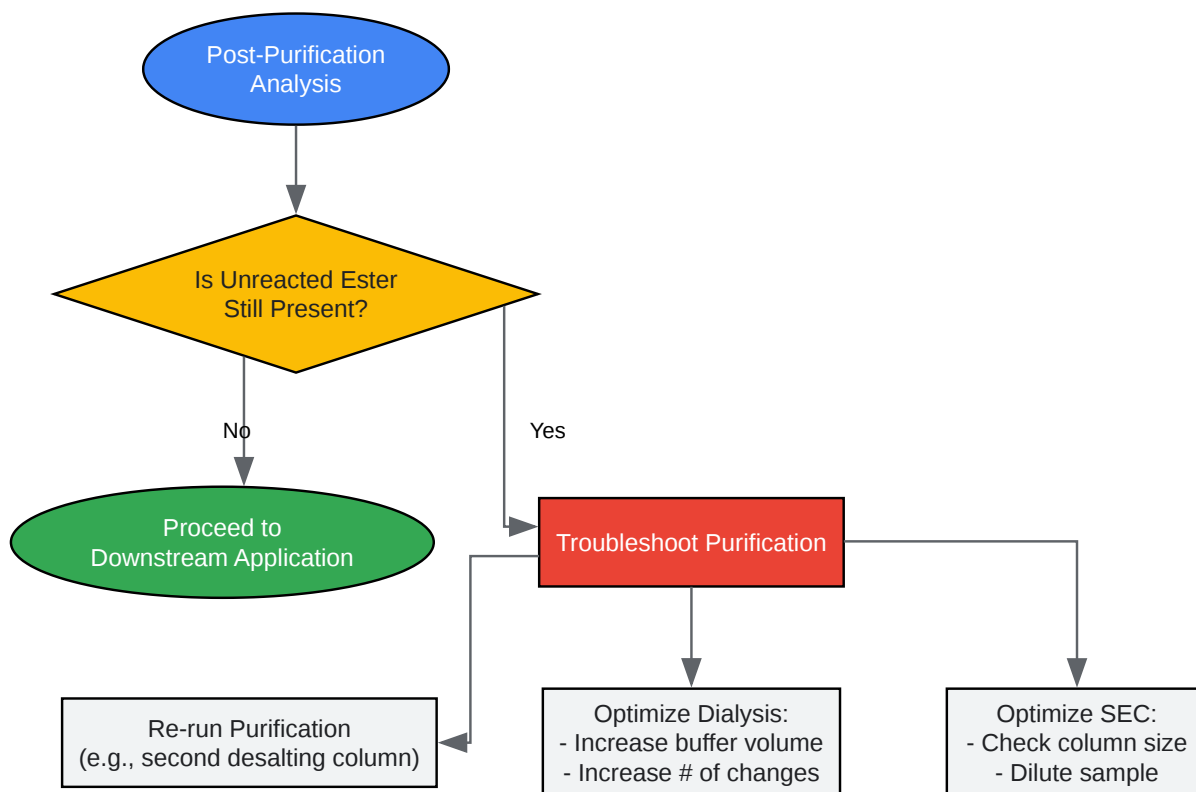 Post-Purification
Analysis
Is Unreacted Ester
Still Present?
No
Yes
Proceed to
Downstream Application
Troubleshoot Purification
Re-run Purification
(e.g., second desalting column)
Optimize Dialysis:
- Increase buffer volume
- Increase # of changes
Optimize SEC:
- Check column size
- Dilute sample